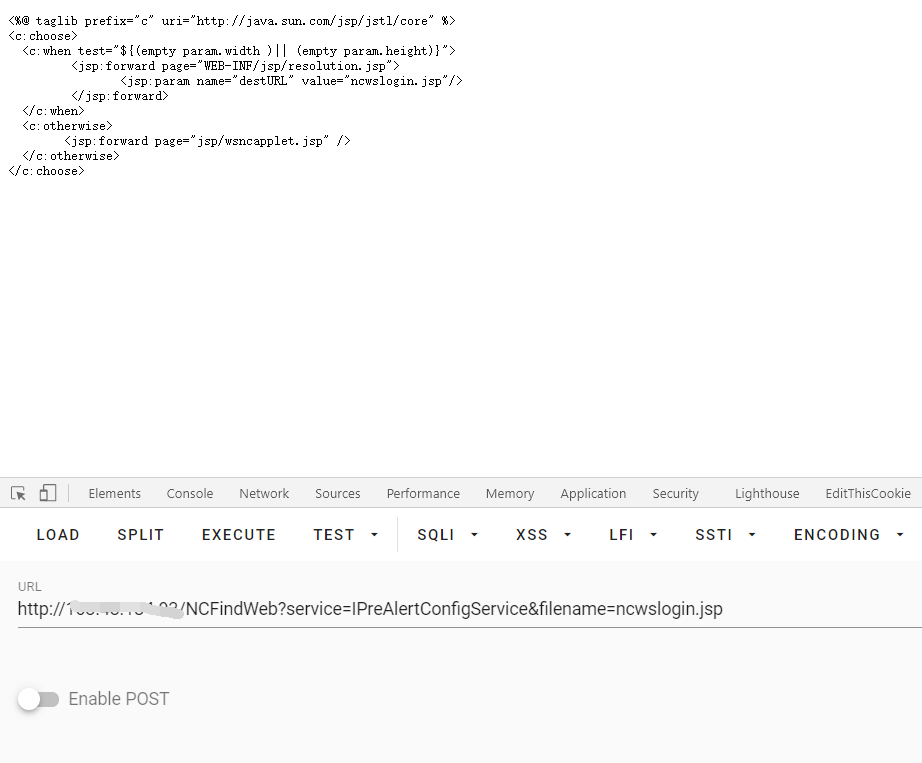 <%@ taglib prefix="c" uri="http://java.sun.com/jsp/jstl/core" %>
<c:choose>
  <c:when test="${(empty param.width )|| (empty param.height)}">
        <jsp:forward page="WEB-INF/jsp/resolution.jsp">
                <jsp:param name="destURL" value="ncwslogin.jsp"/>
        </jsp:forward>
  </c:when>
  <c:otherwise>
        <jsp:forward page="jsp/wsncapplet.jsp" />
  </c:otherwise>
</c:choose>
Elements Console Network Sources Performance Memory Application Security Lighthouse EditThisCookie
LOAD SPLIT EXECUTE TEST SQLI XSS LFI SSTI ENCODING
URL
http:// /NCFindWeb?service=IPreAlertConfigService&filename=ncwslogin.jsp
Enable POST